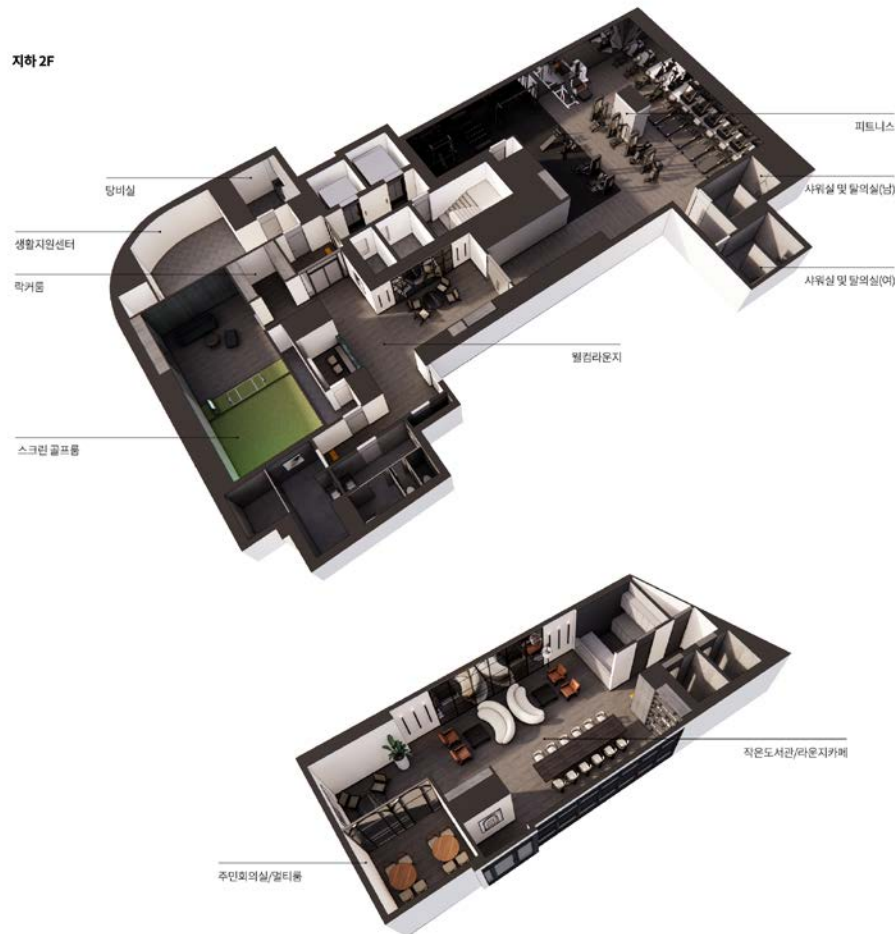 지하 2F
피트니스
탕비실
샤워실 및 탈의실(남)
생활지원센터
락커룸
샤워실 및 탈의실(여)
웰컴라운지
스크린 골프룸
작은도서관/라운지카페
주민회의실/멀티룸